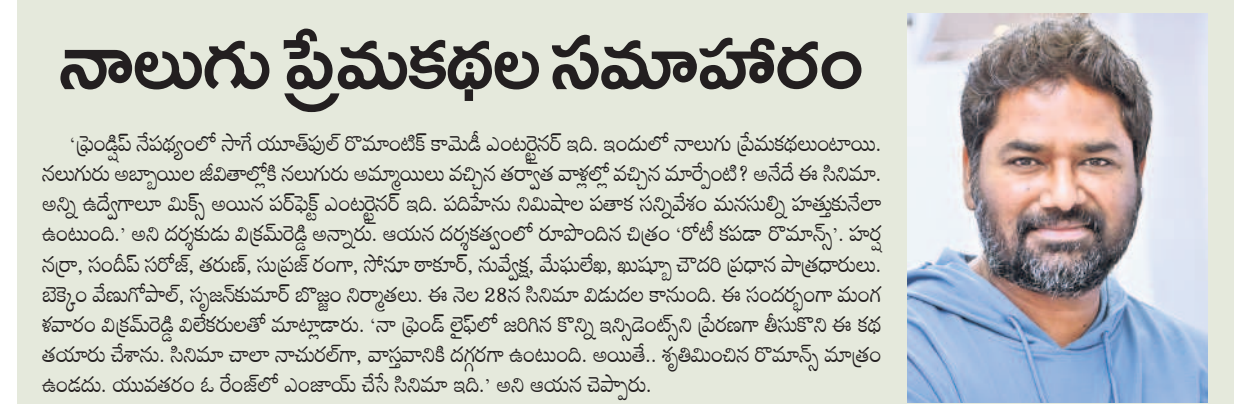 నాలుగు ప్రేమకథల సమాహారం
‘ఫ్రెండ్షిప్ నేపథ్యంలో సాగే యూత్‌ఫుల్ రొమాంటిక్ కామెడీ ఎంటర్టైనర్ ఇది. ఇందులో నాలుగు ప్రేమకథలుంటాయి.
నలుగురు అబ్బాయిల జీవితాల్లోకి నలుగురు అమ్మాయిలు వచ్చిన తర్వాత వాళ్లల్లో వచ్చిన మార్పేంటి? అనేదే ఈ సినిమా.
అన్ని ఉద్వేగాలూ మిక్స్ అయిన పర్‌ఫెక్ట్ ఎంటర్టైనర్ ఇది. పదిహేను నిమిషాల పతాక సన్నివేశం మనసుల్ని హత్తుకునేలా
ఉంటుంది.’ అని దర్శకుడు విక్రమ్‌రెడ్డి అన్నారు. ఆయన దర్శకత్వంలో రూపొందిన చిత్రం ‘రోటీ కపడా రొమాన్స్’. హర్ష
నర్రా, సందీప్ సరోజ్, తరుణ్, సుప్రజ్ రంగా, సోనూ ఠాకూర్, నువ్వేక్ష, మేఘలేఖ, ఖుష్బూ చౌదరి ప్రధాన పాత్రధారులు.
బెక్కెం వేణుగోపాల్, సృజన్‌కుమార్ బొజ్జం నిర్మాతలు. ఈ నెల 28న సినిమా విడుదల కానుంది. ఈ సందర్భంగా మంగ
ళవారం విక్రమ్‌రెడ్డి విలేకరులతో మాట్లాడారు. ‘నా ఫ్రెండ్ లైఫ్‌లో జరిగిన కొన్ని ఇన్సిడెంట్స్‌ని ప్రేరణగా తీసుకొని ఈ కథ
తయారు చేశాను. సినిమా చాలా నాచురల్‌గా, వాస్తవానికి దగ్గరగా ఉంటుంది. అయితే.. శృతిమించిన రొమాన్స్ మాత్రం
ఉండదు. యువతరం ఓ రేంజ్‌లో ఎంజాయ్ చేసే సినిమా ఇది.’ అని ఆయన చెప్పారు.